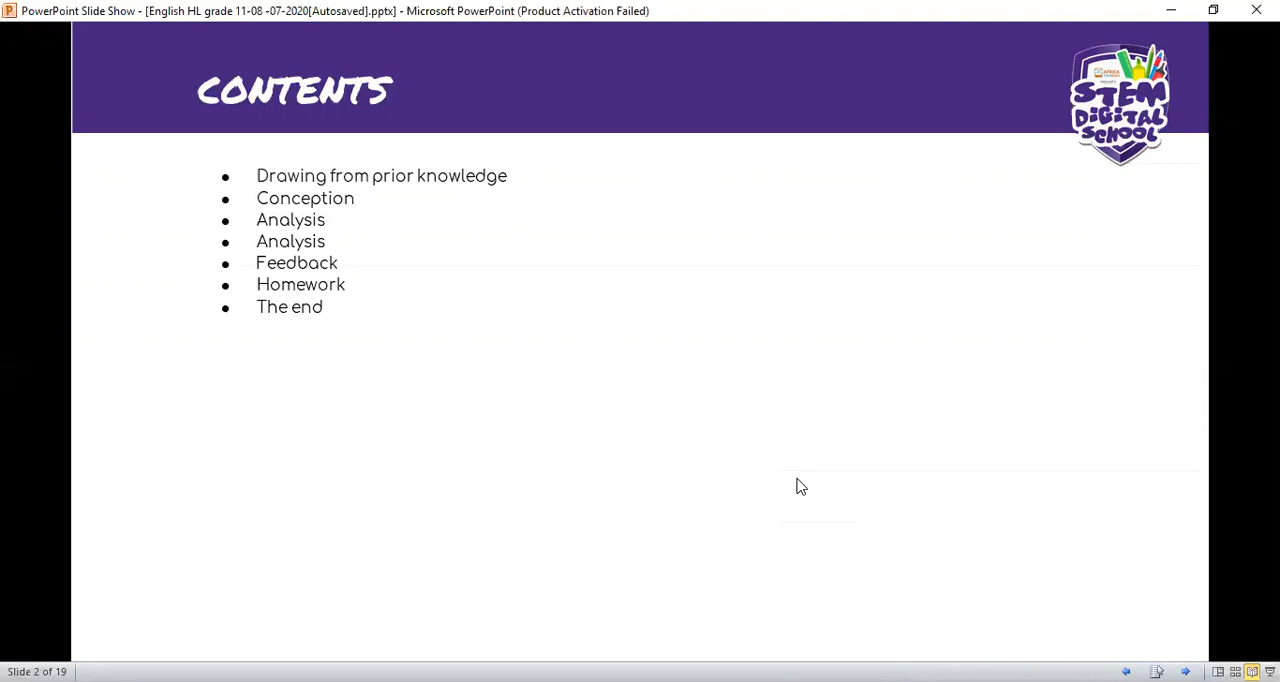 PowerPoint Slide Show - [English HL grade 11-08 -07-2020[Autosaved].pptx] - Microsoft PowerPoint (Product Activation Failed)
CONTENTS
AFRICA
STEM
DIGITAL
SCHOOL
• Drawing from prior knowledge
• Conception
• Analysis
• Analysis
• Feedback
• Homework
• The end
Slide 2 of 19